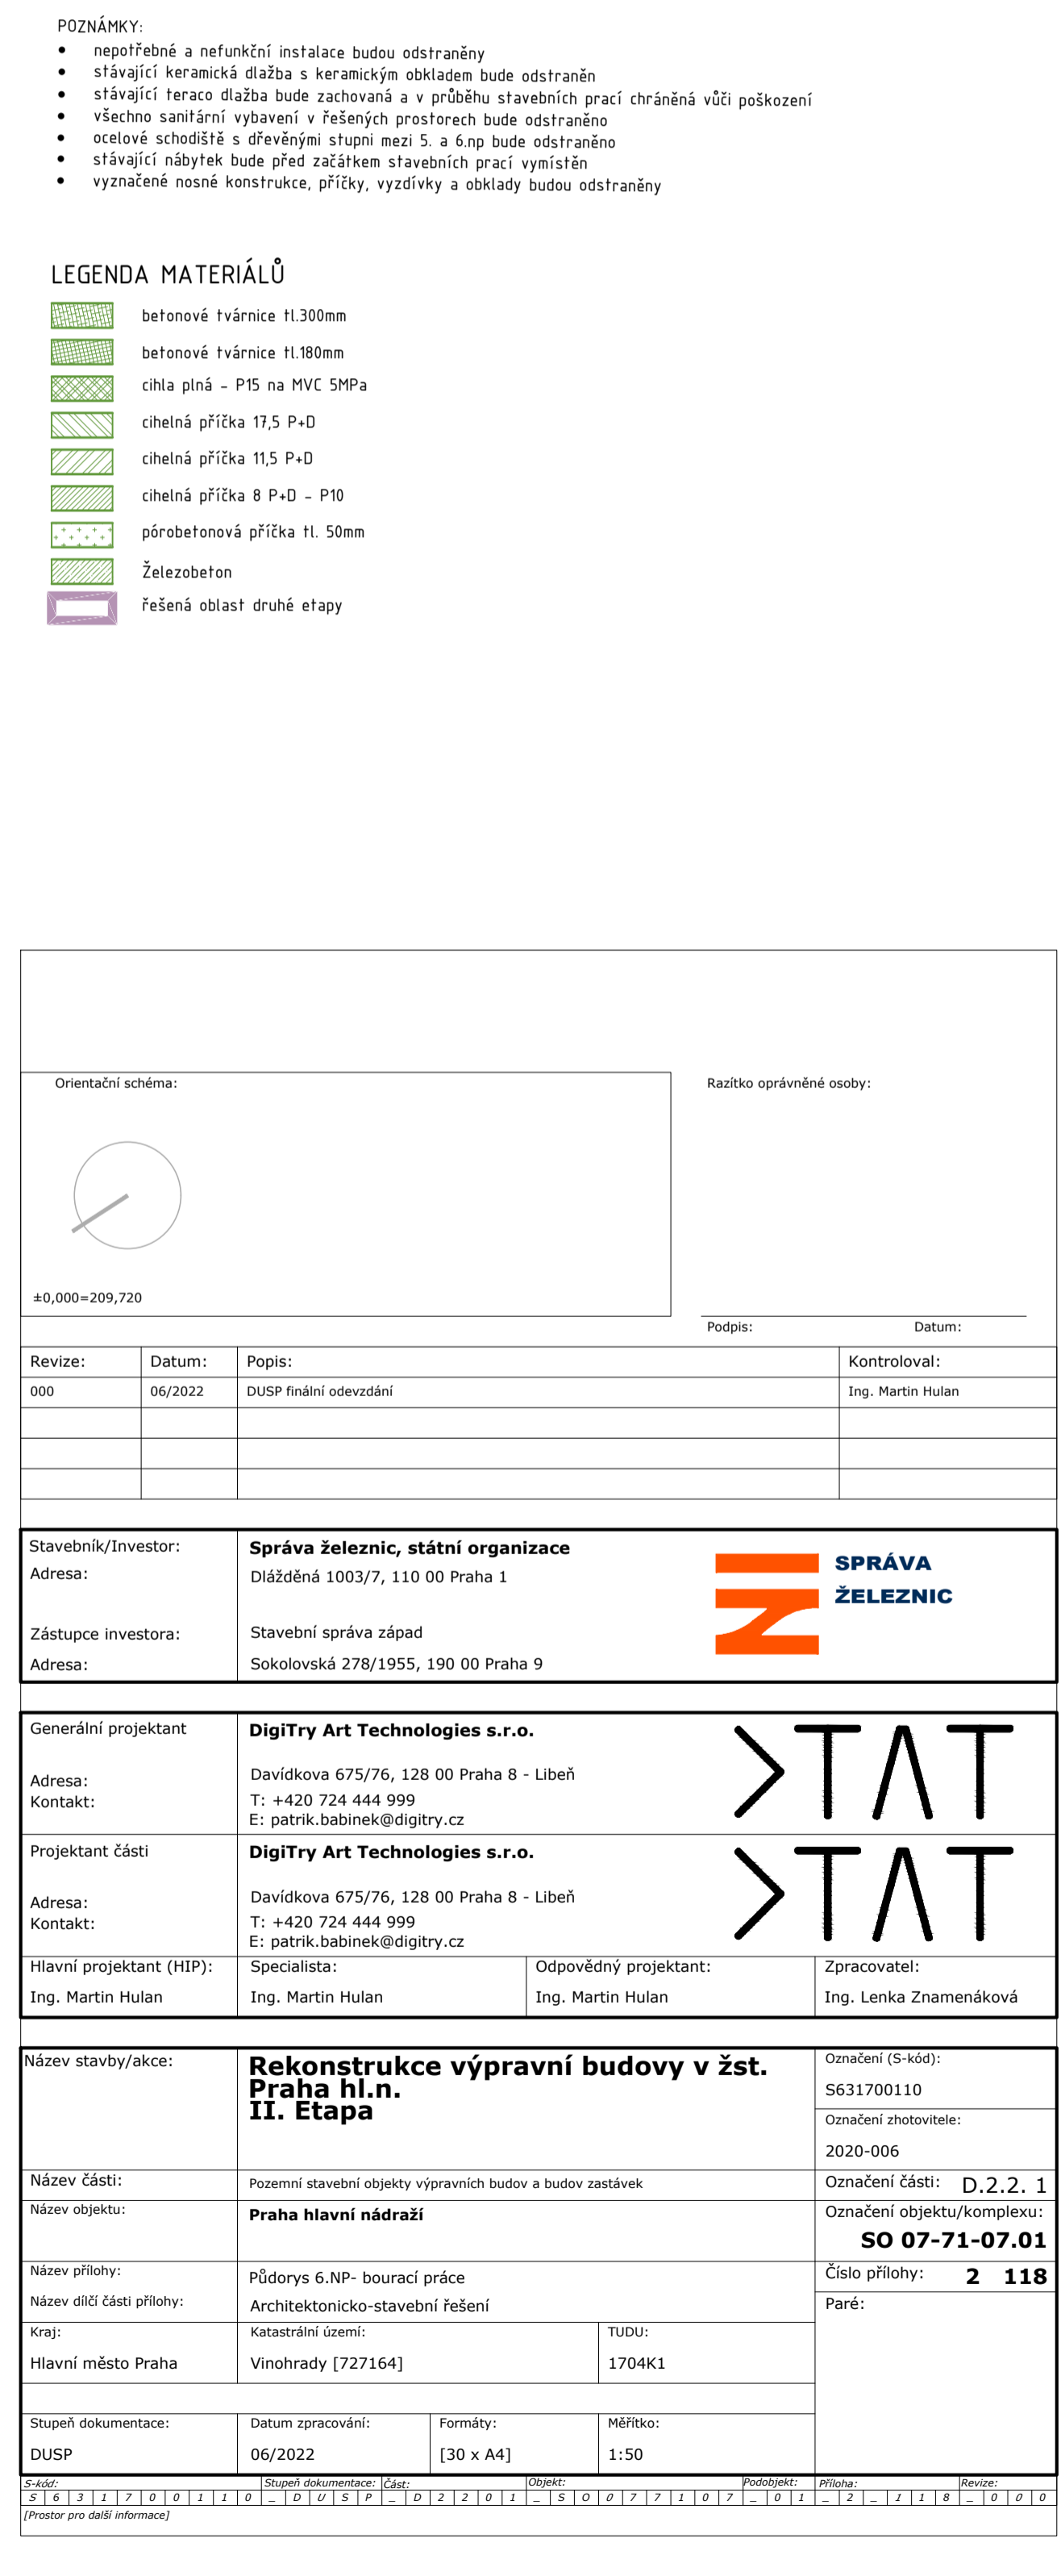 POZNÁMKY:
• nepotřebné a nefunkční instalace budou odstraněny
• stávající keramická dlažba s keramickým obkladem bude odstraněn
• stávající teraco dlažba bude zachovaná a v průběhu stavebních prací chráněná vůči poškození
• všechno sanitární vybavení v řešených prostorech bude odstraněno
• ocelové schodiště s dřevěnými stupni mezi 5. a 6.np bude odstraněno
• stávající nábytek bude před začátkem stavebních prací vymístěn
• vyznačené nosné konstrukce, příčky, vyzdívky a obklady budou odstraněny
LEGENDA MATERIÁLŮ
betonové tvárnice tl.300mm
betonové tvárnice tl.180mm
cihla plná - P15 na MVC 5MPa
cihelná příčka 17,5 P+D
cihelná příčka 11,5 P+D
cihelná příčka 8 P+D - P10
pórobetonová příčka tl. 50mm
Železobeton
řešená oblast druhé etapy
Orientační schéma:
Razítko oprávněné osoby:
±0,000=209,720
Podpis: Datum:
Revize: Datum: Popis: Kontroloval:
000 06/2022 DUSP finální odevzdání Ing. Martin Hulan
Stavebník/Investor: Správa železnic, státní organizace
Adresa: Dlážděná 1003/7, 110 00 Praha 1
SPRÁVA
ŽELEZNIC
Zástupce investora: Stavební správa západ
Adresa: Sokolovská 278/1955, 190 00 Praha 9
Generální projektant DigiTry Art Technologies s.r.o.
Adresa: Davídkova 675/76, 128 00 Praha 8 - Libeň
Kontakt: T: +420 724 444 999
E: patrik.babinek@digitry.cz
Projektant části DigiTry Art Technologies s.r.o.
Adresa: Davídkova 675/76, 128 00 Praha 8 - Libeň
Kontakt: T: +420 724 444 999
E: patrik.babinek@digitry.cz
Hlavní projektant (HIP): Specialista: Odpovědný projektant: Zpracovatel:
Ing. Martin Hulan Ing. Martin Hulan Ing. Martin Hulan Ing. Lenka Znamenáková
Název stavby/akce: Rekonstrukce výpravní budovy v žst.
Praha hl.n.
II. Etapa
Označení (S-kód):
S631700110
Označení zhotovitele:
2020-006
Název části: Pozemní stavební objekty výpravních budov a budov zastávek
Označení části: D.2.2. 1
Název objektu: Praha hlavní nádraží
Označení objektu/komplexu:
SO 07-71-07.01
Název přílohy: Půdorys 6.NP- bourací práce
Číslo přílohy: 2 118
Název dílčí části přílohy: Architektonicko-stavební řešení
Paré:
Kraj: Katastrální území: TUDU:
Hlavní město Praha Vinohrady [727164] 1704K1
Stupeň dokumentace: Datum zpracování: Formáty: Měřítko:
DUSP 06/2022 [30 x A4] 1:50
S-kód: Stupeň dokumentace: Část: Objekt: Podobjekt: Příloha: Revize:
S 6 3 1 7 0 0 1 1 0 _ D U S P _ D 2 2 0 1 _ S O 0 7 7 1 0 7 _ 0 1 _ 2 _ 1 1 8 _ 0 0 0
[Prostor pro další informace]